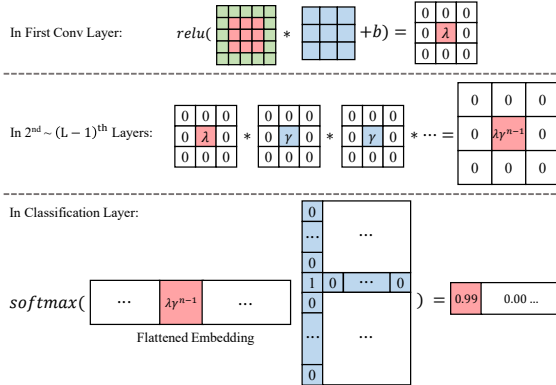 In First Conv Layer: relu( * +b) = 0 0 0
0 λ 0
0 0 0
In 2nd ~ (L − 1)th Layers: 0 0 0 * 0 0 0 * 0 0 0 * ⋯ = 0 0 0
0 λ 0 0 γ 0 0 γ 0 0 λγⁿ⁻¹ 0
0 0 0 0 0 0 0 0 0 0 0 0
In Classification Layer:
0
... ...
0
1 0 ... 0
softmax( ... λγⁿ⁻¹ ... 0 ) = 0.99 0.00 ...
Flattened Embedding
... ...
0